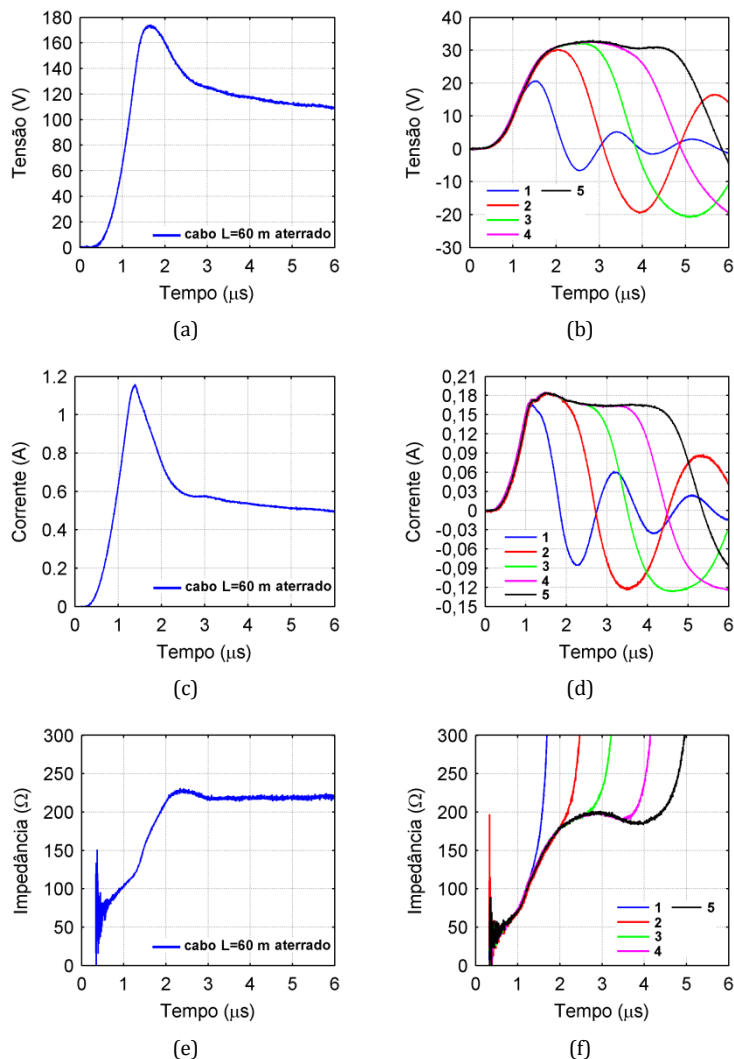 180
160
140
120
100
80
60
40
20
0
Tensão (V)
0 1 2 3 4 5 6
Tempo (μs)
cabo L=60 m aterrado
(a)
40
30
20
10
0
-10
-20
-30
Tensão (V)
1 5
2
3
4
0 1 2 3 4 5 6
Tempo (μs)
(b)
1.2
1
0.8
0.6
0.4
0.2
0
Corrente (A)
cabo L=60 m aterrado
0 1 2 3 4 5 6
Tempo (μs)
(c)
0,21
0,18
0,15
0,12
0,09
0,06
0,03
0,00
-0,03
-0,06
-0,09
-0,12
-0,15
Corrente (A)
1
2
3
4
5
0 1 2 3 4 5 6
Tempo (μs)
(d)
300
250
200
150
100
50
0
Impedância (Ω)
cabo L=60 m aterrado
0 1 2 3 4 5 6
Tempo (μs)
(e)
300
250
200
150
100
50
0
Impedância (Ω)
1 5
2
3
4
0 1 2 3 4 5 6
Tempo (μs)
(f)